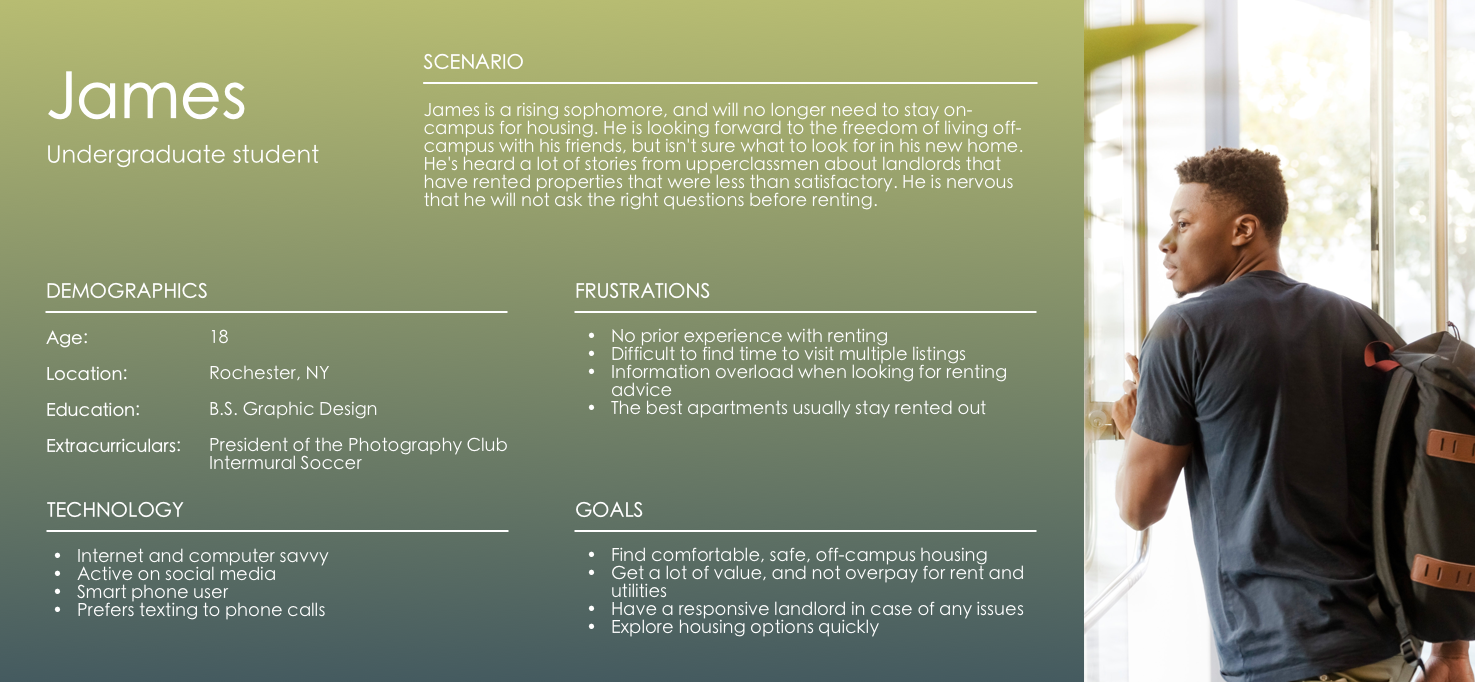 James
Undergraduate student
SCENARIO
James is a rising sophomore, and will no longer need to stay on-
campus for housing. He is looking forward to the freedom of living off-
campus with his friends, but isn't sure what to look for in his new home.
He's heard a lot of stories from upperclassmen about landlords that
have rented properties that were less than satisfactory. He is nervous
that he will not ask the right questions before renting.
DEMOGRAPHICS
Age: 18
Location: Rochester, NY
Education: B.S. Graphic Design
Extracurriculars: President of the Photography Club
Intermural Soccer
FRUSTRATIONS
• No prior experience with renting
• Difficult to find time to visit multiple listings
• Information overload when looking for renting
advice
• The best apartments usually stay rented out
TECHNOLOGY
• Internet and computer savvy
• Active on social media
• Smart phone user
• Prefers texting to phone calls
GOALS
• Find comfortable, safe, off-campus housing
• Get a lot of value, and not overpay for rent and
utilities
• Have a responsive landlord in case of any issues
• Explore housing options quickly